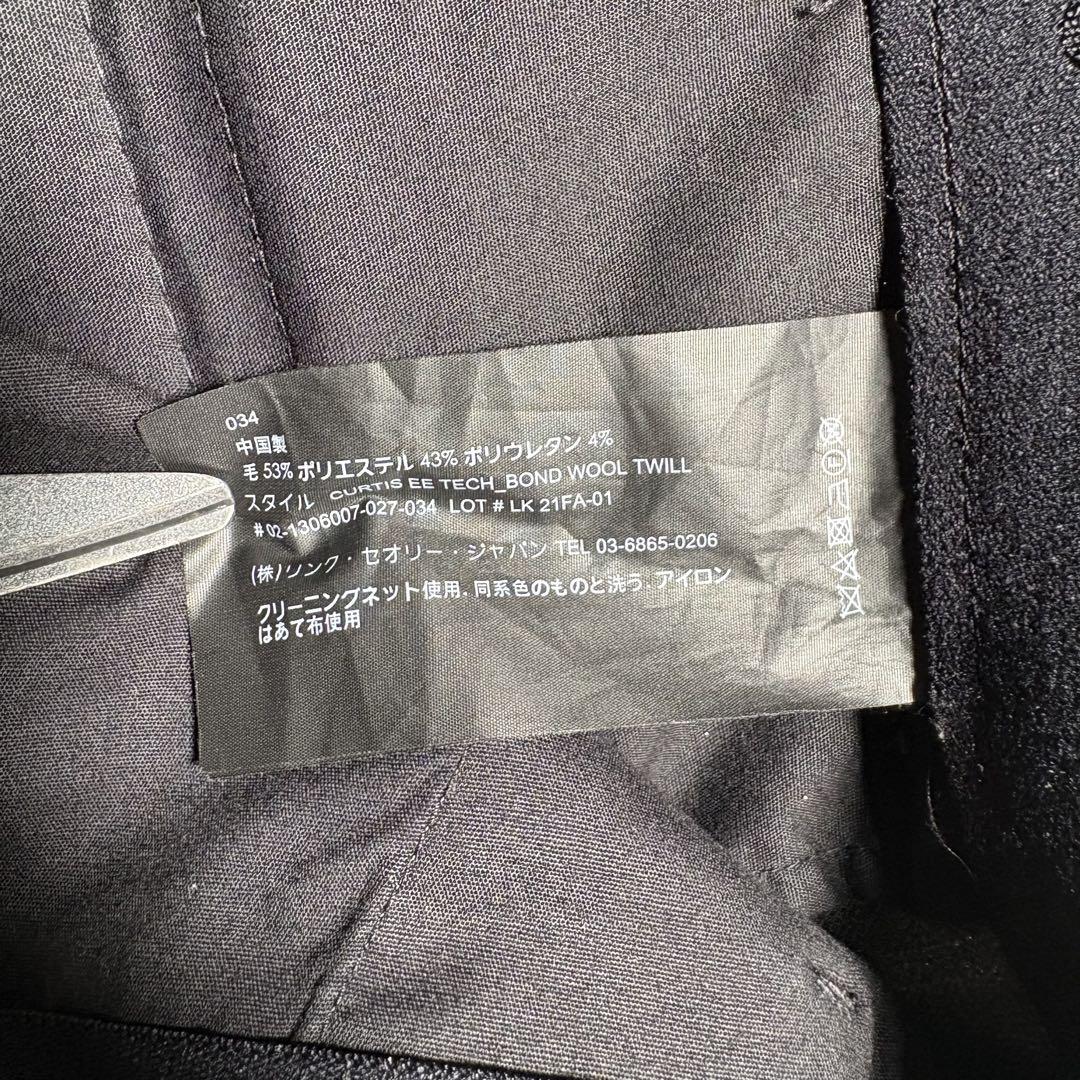 034
中国製
毛 53% ポリエステル 43% ポリウレタン 4%
スタイル CURTIS EE TECH_BOND WOOL TWILL
# 02-1306007-027-034 LOT # LK 21FA-01
(株)リンク・セオリー・ジャパン TEL 03-6865-0206
クリーニングネット使用. 同系色のものと洗う. アイロン
はあて布使用